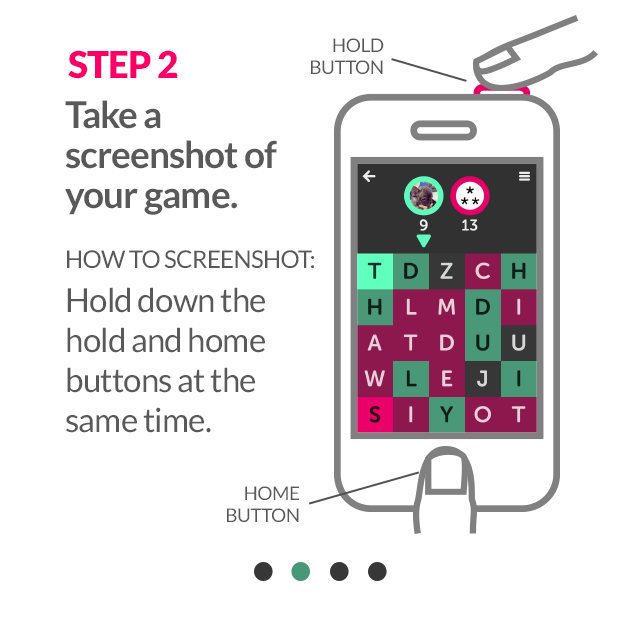 STEP 2
Take a
screenshot of
your game.
HOW TO SCREENSHOT:
Hold down the
hold and home
buttons at the
same time.
HOLD
BUTTON
9 13
T D Z C H
H L M D I
A T D U U
W L E J I
S I Y O T
HOME
BUTTON